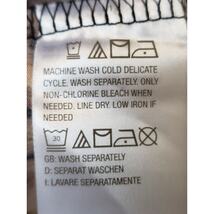 MACHINE WASH COLD DELICATE
CYCLE. WASH SEPARATELY. ONLY
NON-CHLORINE BLEACH WHEN
NEEDED. LINE DRY. LOW IRON IF
NEEDED
30
GB: WASH SEPARATELY
D: SEPARAT WASCHEN
I: LAVARE SEPARATAMENTE